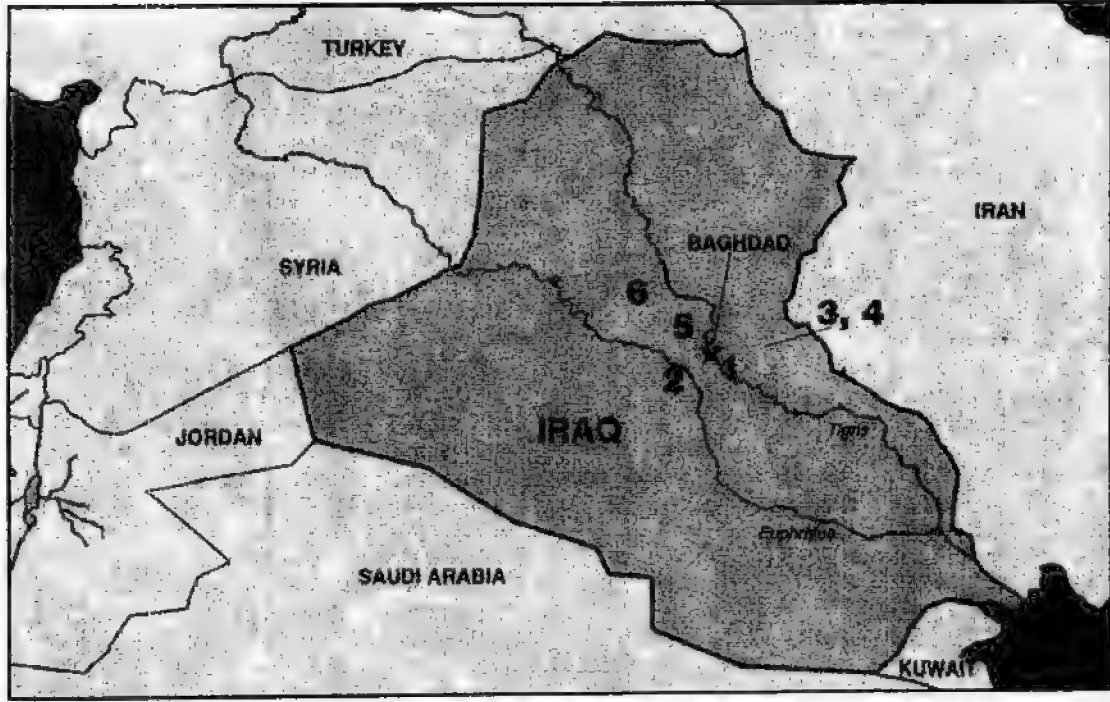 TURKEY
IRAN
BAGHDAD
SYRIA
6
3, 4
5
1
2
IRAQ
Tigris
JORDAN
Euphrates
SAUDI ARABIA
KUWAIT